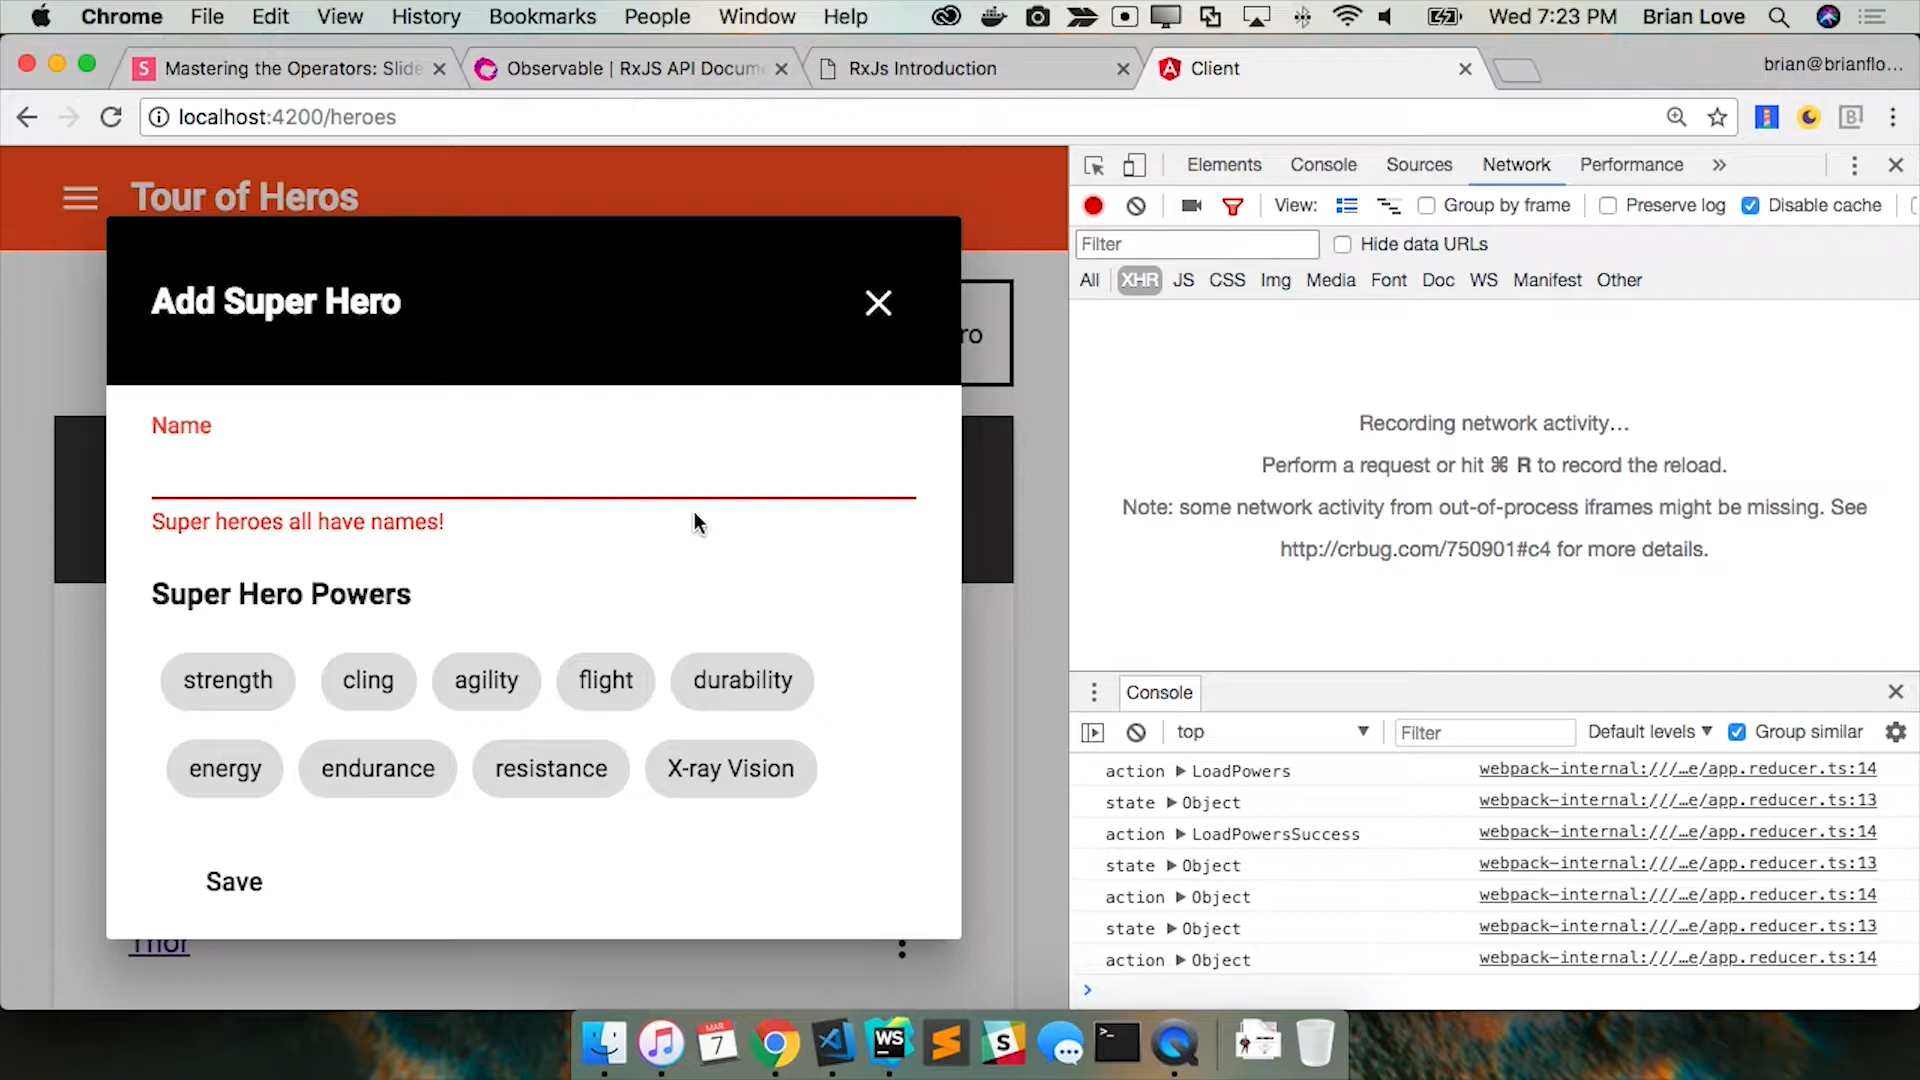 Chrome File Edit View History Bookmarks People Window Help Wed 7:23 PM Brian Love
Mastering the Operators: Slide Observable | RxJS API Docume RxJs Introduction Client brian@brianflo...
localhost:4200/heroes
Tour of Heros
ro
Add Super Hero
Name
Super heroes all have names!
Super Hero Powers
strength cling agility flight durability
energy endurance resistance X-ray Vision
Save
Thor
Elements Console Sources Network Performance »
View: Group by frame Preserve log Disable cache
Filter Hide data URLs
All XHR JS CSS Img Media Font Doc WS Manifest Other
Recording network activity…
Perform a request or hit ⌘ R to record the reload.
Note: some network activity from out-of-process iframes might be missing. See
http://crbug.com/750901#c4 for more details.
Console
top Filter Default levels Group similar
action LoadPowers webpack-internal:///…e/app.reducer.ts:14
state Object webpack-internal:///…e/app.reducer.ts:13
action LoadPowersSuccess webpack-internal:///…e/app.reducer.ts:14
state Object webpack-internal:///…e/app.reducer.ts:13
action Object webpack-internal:///…e/app.reducer.ts:14
state Object webpack-internal:///…e/app.reducer.ts:13
action Object webpack-internal:///…e/app.reducer.ts:14
MAR
7
WS
S